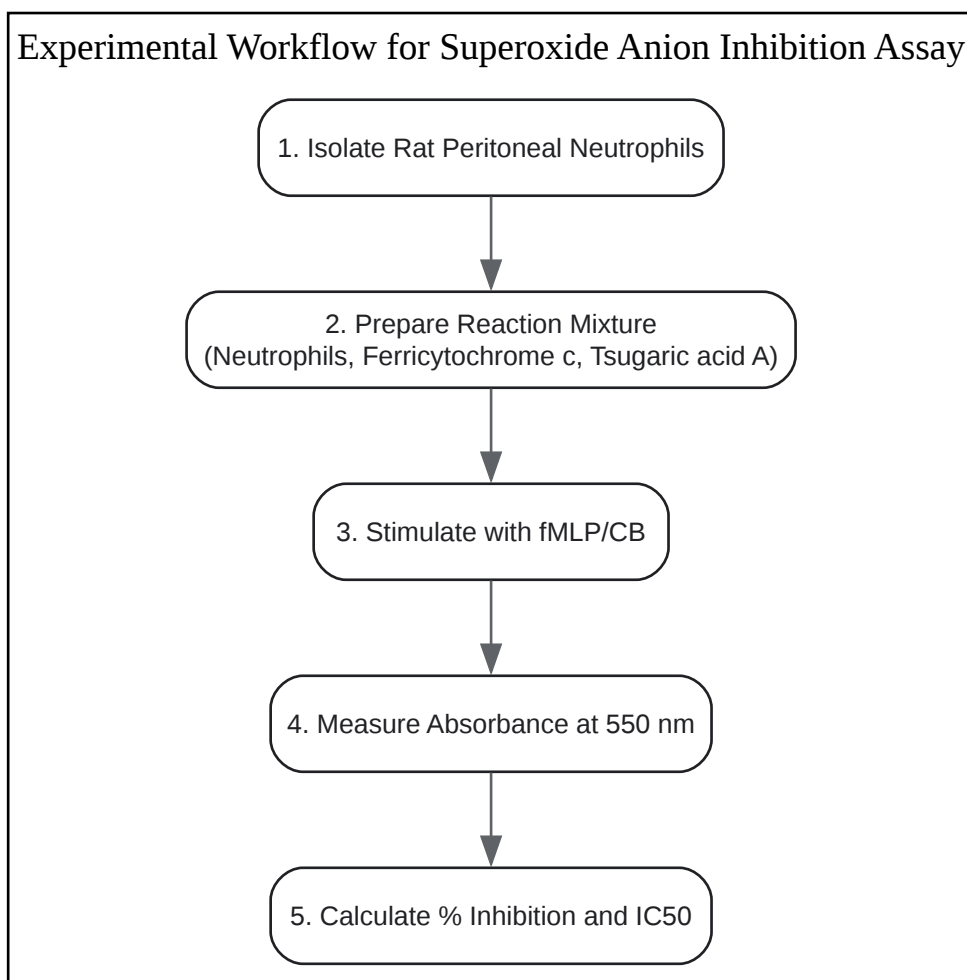 Experimental Workflow for Superoxide Anion Inhibition Assay
1. Isolate Rat Peritoneal Neutrophils
2. Prepare Reaction Mixture
(Neutrophils, Ferricytochrome c, Tsugaric acid A)
3. Stimulate with fMLP/CB
4. Measure Absorbance at 550 nm
5. Calculate % Inhibition and IC50